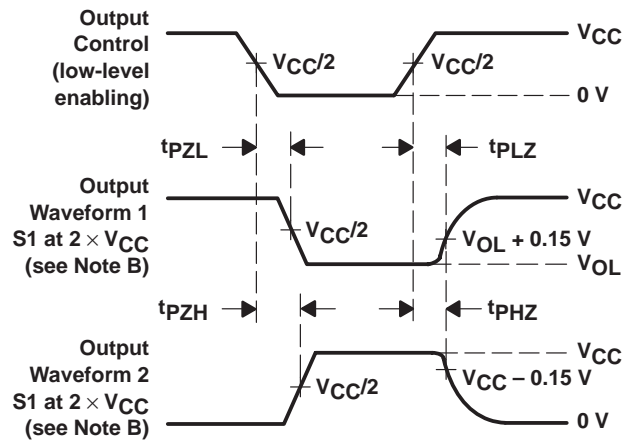 Output
Control
(low-level
enabling)
VCC/2
VCC/2
VCC
0 V
tPZL
tPLZ
Output
Waveform 1
S1 at 2 × VCC
(see Note B)
VCC/2
VCC
VOL + 0.15 V
VOL
tPZH
tPHZ
Output
Waveform 2
S1 at 2 × VCC
(see Note B)
VCC/2
VCC
VCC – 0.15 V
0 V